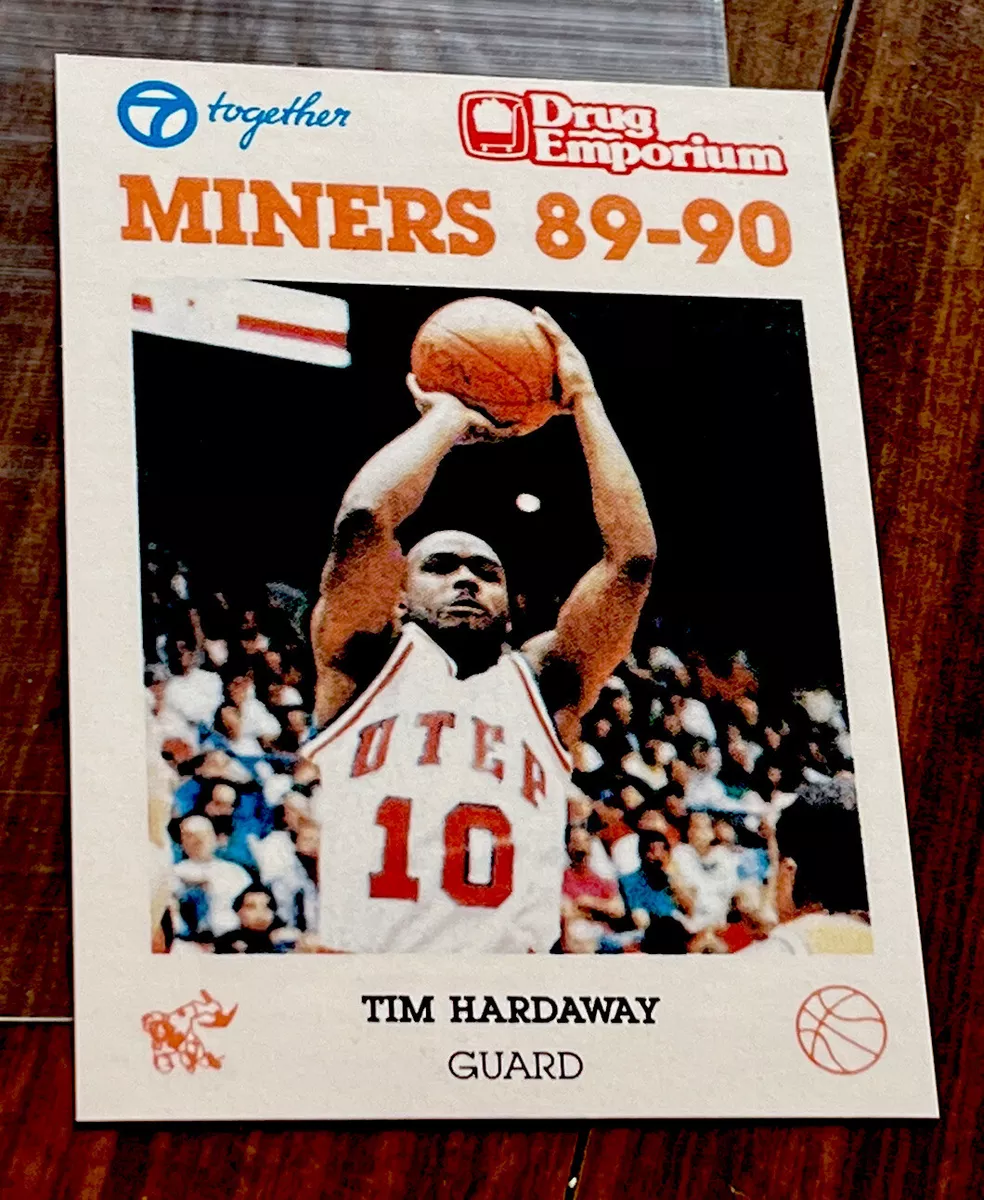 7 together
Drug
Emporium
MINERS 89-90
UTEP
10
TIM HARDAWAY
GUARD